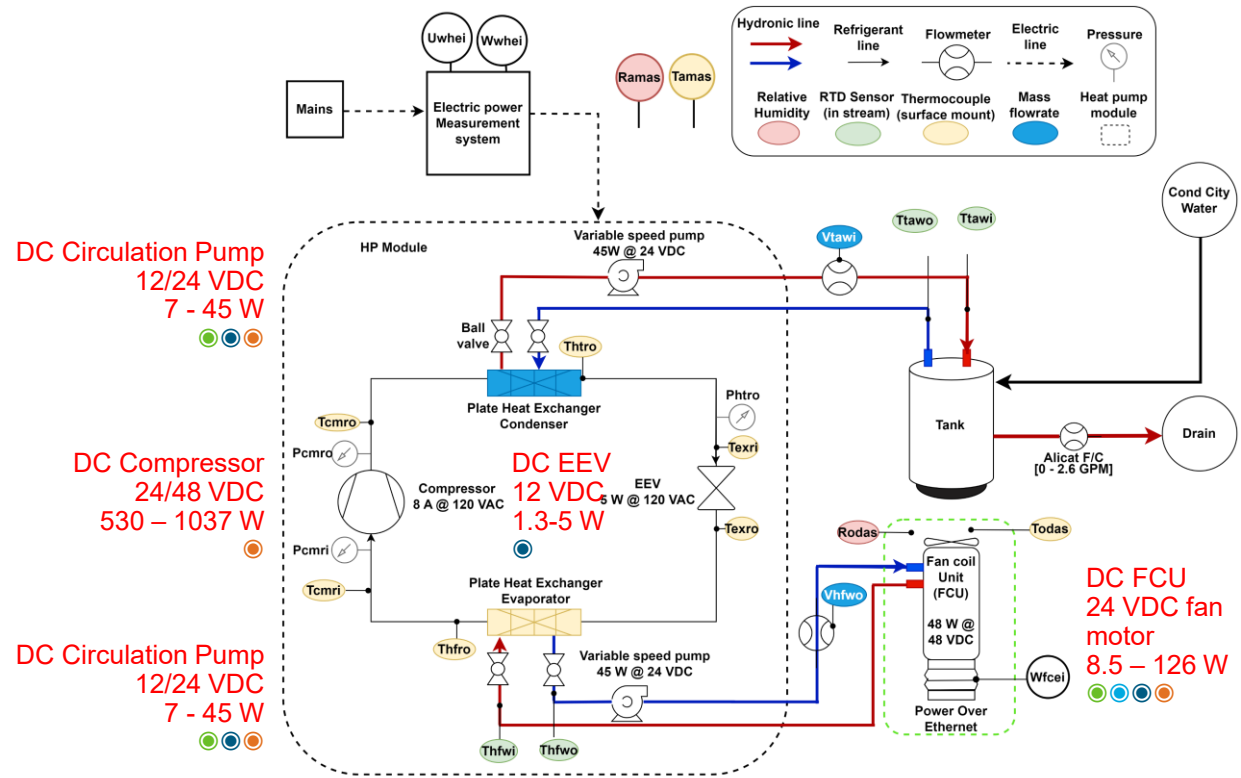 Uwhei
Wwhei
Mains
Electric power
Measurement
system
Ramas
Tamas
Hydronic line
Refrigerant
line
Flowmeter
Electric
line
Pressure
Relative
Humidity
RTD Sensor
(in stream)
Thermocouple
(surface mount)
Mass
flowrate
Heat pump
module
Cond City
Water
HP Module
Variable speed pump
45W @ 24 VDC
Vtawi
Ttawo
Ttawi
DC Circulation Pump
12/24 VDC
7 - 45 W
Ball
valve
Thtro
Plate Heat Exchanger
Condenser
Phtro
Tank
Drain
Alicat F/C
[0 - 2.6 GPM]
Tcmro
Pcmro
Texri
DC Compressor
24/48 VDC
530 – 1037 W
Compressor
8 A @ 120 VAC
DC EEV
12 VDC
1.3-5 W
EEV
5 W @ 120 VAC
Pcmri
Texro
Tcmri
Rodas
Todas
Plate Heat Exchanger
Evaporator
Fan coil
Unit
(FCU)
48 W @
48 VDC
Vhfwo
DC FCU
24 VDC fan
motor
8.5 – 126 W
Thfro
DC Circulation Pump
12/24 VDC
7 - 45 W
Variable speed pump
45 W @ 24 VDC
Wfcei
Power Over
Ethernet
Thfwi
Thfwo